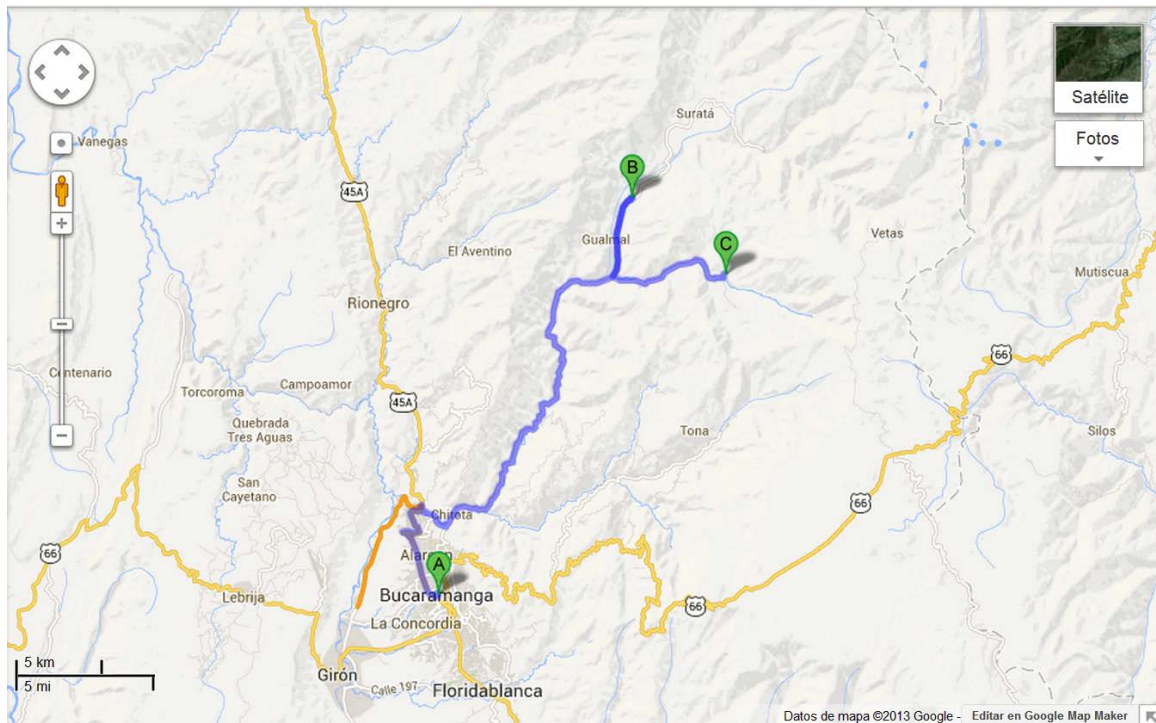 Satélite
Fotos
Suratá
Vanegas
45A
B
El Aventino
Gualmal
C
Vetas
Mutiscua
Rionegro
66
Centenario
Torcoroma
Campoamor
45A
Quebrada
Tres Aguas
Tona
Silos
San
Cayetano
66
Chitota
66
A
Lebrija
Bucaramanga
66
La Concordia
5 km
5 mi
Girón
Calle 197
Floridablanca
Datos de mapa ©2013 Google -
Editar en Google Map Maker